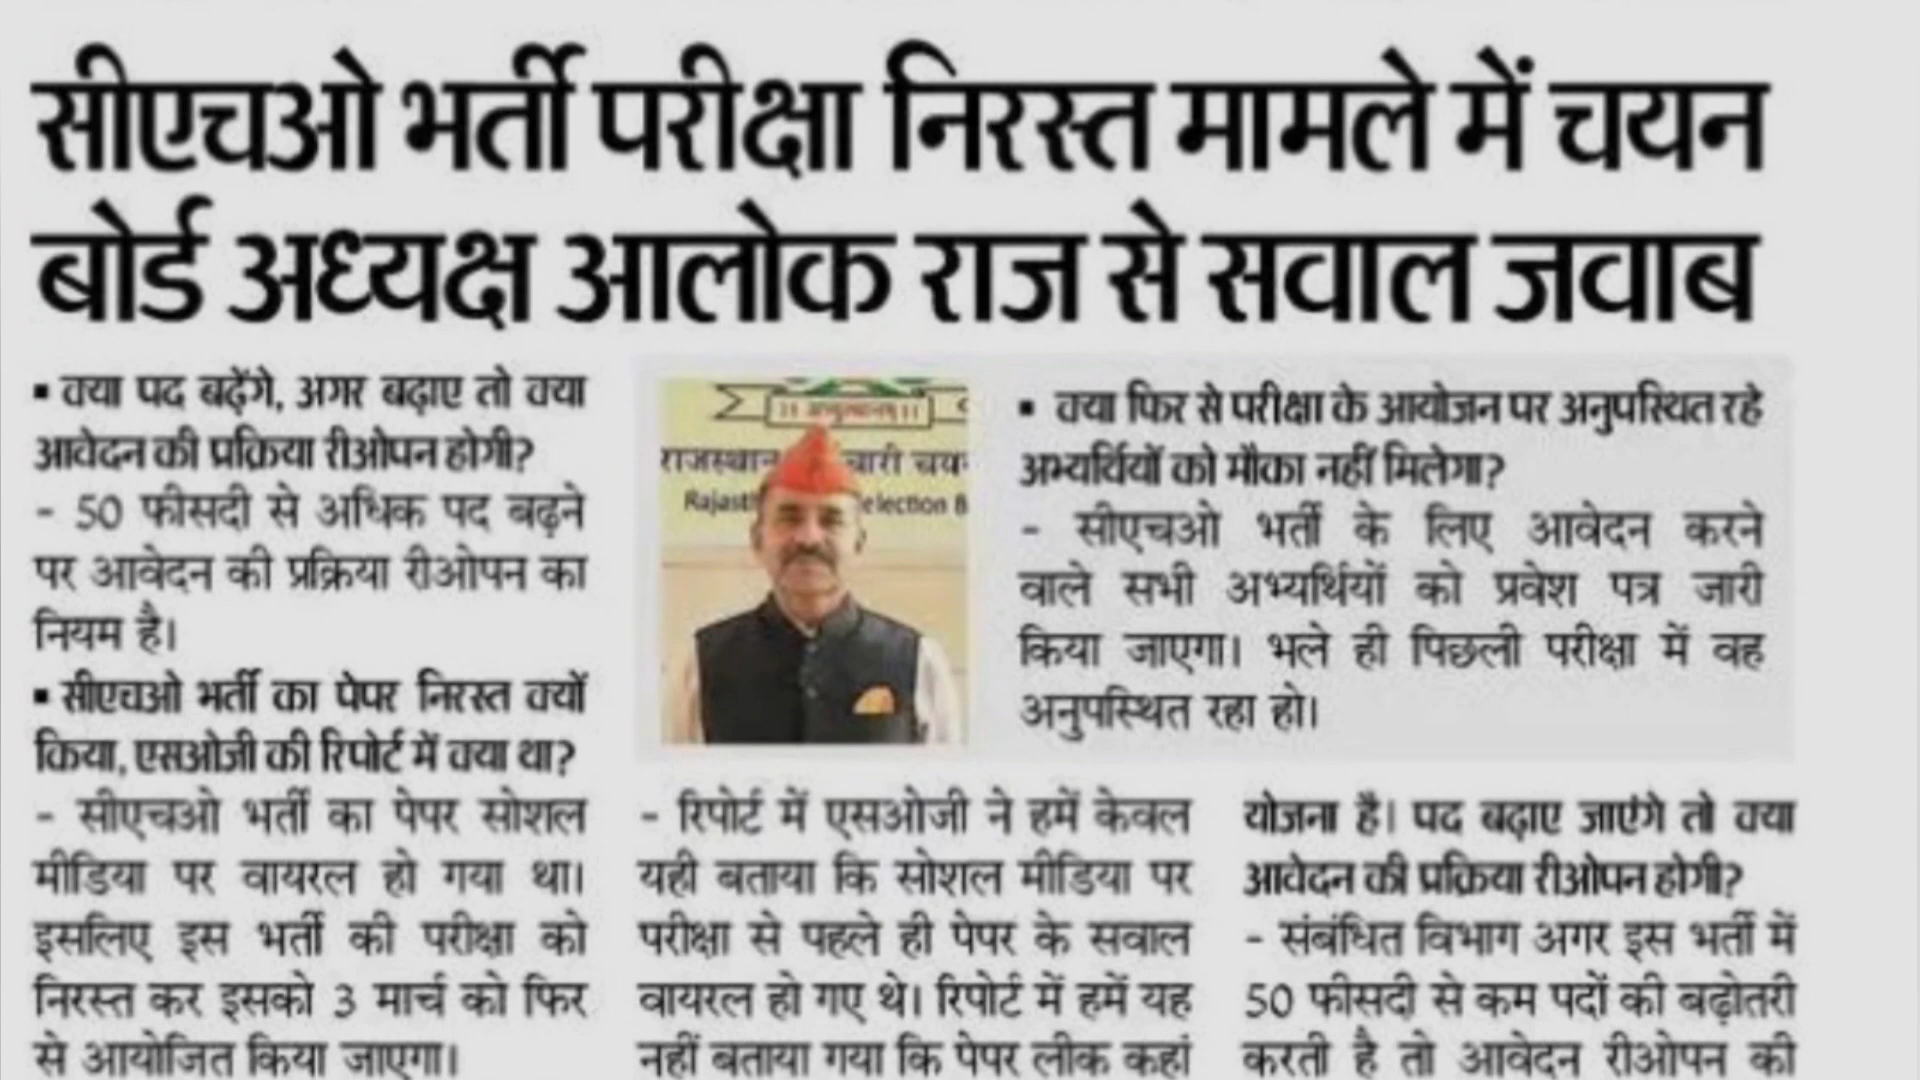 सीएचओ भर्ती परीक्षा निरस्त मामले में चयन
बोर्ड अध्यक्ष आलोक राज से सवाल जवाब
▪ क्या पद बढ़ेंगे, अगर बढ़ाए तो क्या
आवेदन की प्रक्रिया रीओपन होगी?
- 50 फीसदी से अधिक पद बढ़ने
पर आवेदन की प्रक्रिया रीओपन का
नियम है।
▪ सीएचओ भर्ती का पेपर निरस्त क्यों
किया, एसओजी की रिपोर्ट में क्या था?
- सीएचओ भर्ती का पेपर सोशल
मीडिया पर वायरल हो गया था।
इसलिए इस भर्ती की परीक्षा को
निरस्त कर इसको 3 मार्च को फिर
से आयोजित किया जाएगा।
राजस्थान चारी चय
Rajast election B
▪ क्या फिर से परीक्षा के आयोजन पर अनुपस्थित रहे
अभ्यर्थियों को मौका नहीं मिलेगा?
- सीएचओ भर्ती के लिए आवेदन करने
वाले सभी अभ्यर्थियों को प्रवेश पत्र जारी
किया जाएगा। भले ही पिछली परीक्षा में वह
अनुपस्थित रहा हो।
- रिपोर्ट में एसओजी ने हमें केवल
यही बताया कि सोशल मीडिया पर
परीक्षा से पहले ही पेपर के सवाल
वायरल हो गए थे। रिपोर्ट में हमें यह
नहीं बताया गया कि पेपर लीक कहां
योजना है। पद बढ़ाए जाएंगे तो क्या
आवेदन की प्रक्रिया रीओपन होगी?
- संबंधित विभाग अगर इस भर्ती में
50 फीसदी से कम पदों की बढ़ोतरी
करती है तो आवेदन रीओपन की